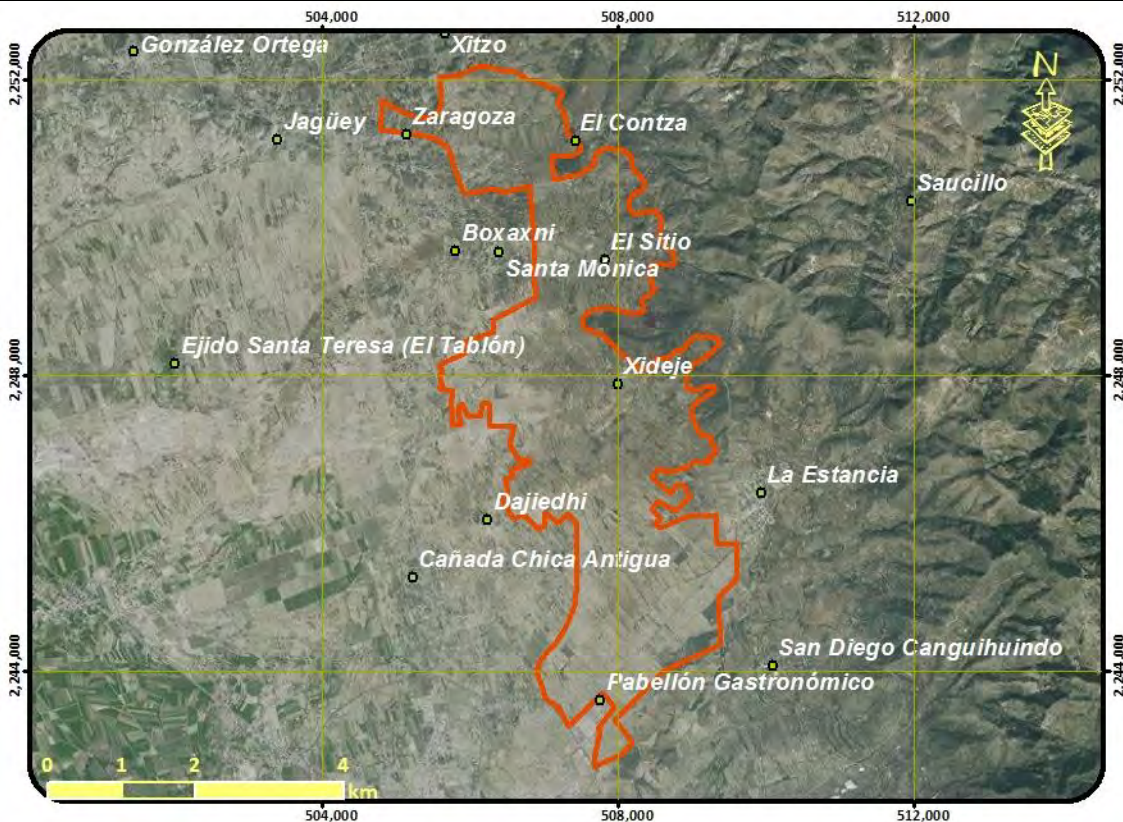 504,000 508,000 512,000
González Ortega
Xitzo
N
2,252,000 2,252,000
Jagüey
Zaragoza
El Contza
Saucillo
Boxaxni
El Sitio
Santa Mónica
Ejido Santa Teresa (El Tablón)
Xideje
2,248,000 2,248,000
La Estancia
Dajiedhi
Cañada Chica Antigua
San Diego Canguihuindo
2,244,000 2,244,000
Pabellón Gastronómico
0 1 2 4
km
504,000 508,000 512,000